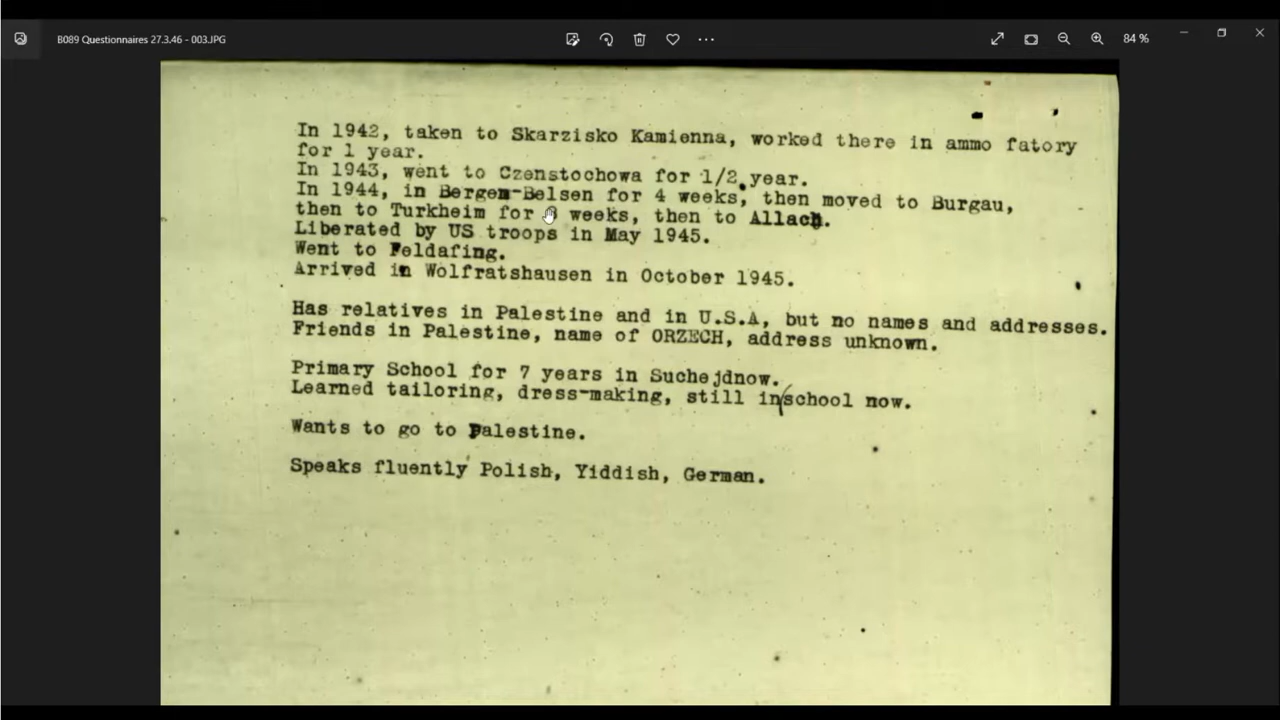 B089 Questionnaires 27.3.46 - 003.JPG
84 %
In 1942, taken to Skarzisko Kamienna, worked there in ammo fatory
for 1 year.
In 1943, went to Czenstochowa for 1/2 year.
In 1944, in Bergem-Belsen for 4 weeks, then moved to Burgau,
then to Turkheim for weeks, then to Allach.
Liberated by US troops in May 1945.
Went to Feldafing.
Arrived in Wolfratshausen in October 1945.
Has relatives in Palestine and in U.S.A, but no names and addresses.
Friends in Palestine, name of ORZECH, address unknown.
Primary School for 7 years in Suchejdnow.
Learned tailoring, dress-making, still in/school now.
Wants to go to Palestine.
Speaks fluently Polish, Yiddish, German.